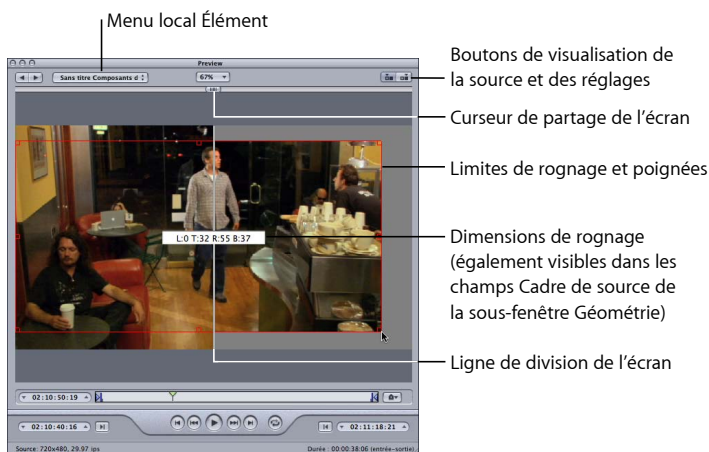 Menu local Élément
Preview
Sans titre Composants d
67%
Boutons de visualisation de
la source et des réglages
Curseur de partage de l’écran
Limites de rognage et poignées
L:0 T:32 R:55 B:37
Dimensions de rognage
(également visibles dans les
champs Cadre de source de
la sous-fenêtre Géométrie)
Ligne de division de l’écran
02:10:50:19
02:10:40:16
02:11:18:21
Source: 720x480, 29.97 ips
Durée : 00:00:38:06 (entrée-sortie)